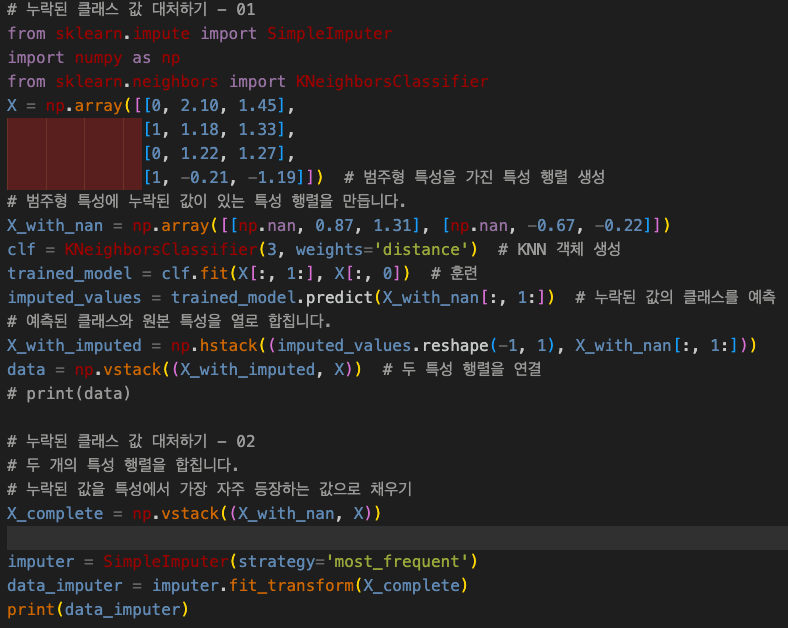 # 누락된 클래스 값 대처하기 - 01
from sklearn.impute import SimpleImputer
import numpy as np
from sklearn.neighbors import KNeighborsClassifier
X = np.array([[0, 2.10, 1.45],
              [1, 1.18, 1.33],
              [0, 1.22, 1.27],
              [1, -0.21, -1.19]])  # 범주형 특성을 가진 특성 행렬 생성
# 범주형 특성에 누락된 값이 있는 특성 행렬을 만듭니다.
X_with_nan = np.array([[np.nan, 0.87, 1.31], [np.nan, -0.67, -0.22]])
clf = KNeighborsClassifier(3, weights='distance')  # KNN 객체 생성
trained_model = clf.fit(X[:, 1:], X[:, 0])  # 훈련
imputed_values = trained_model.predict(X_with_nan[:, 1:])  # 누락된 값의 클래스를 예측
# 예측된 클래스와 원본 특성을 열로 합칩니다.
X_with_imputed = np.hstack((imputed_values.reshape(-1, 1), X_with_nan[:, 1:]))
data = np.vstack((X_with_imputed, X))  # 두 특성 행렬을 연결
# print(data)
# 누락된 클래스 값 대처하기 - 02
# 두 개의 특성 행렬을 합칩니다.
# 누락된 값을 특성에서 가장 자주 등장하는 값으로 채우기
X_complete = np.vstack((X_with_nan, X))
imputer = SimpleImputer(strategy='most_frequent')
data_imputer = imputer.fit_transform(X_complete)
print(data_imputer)